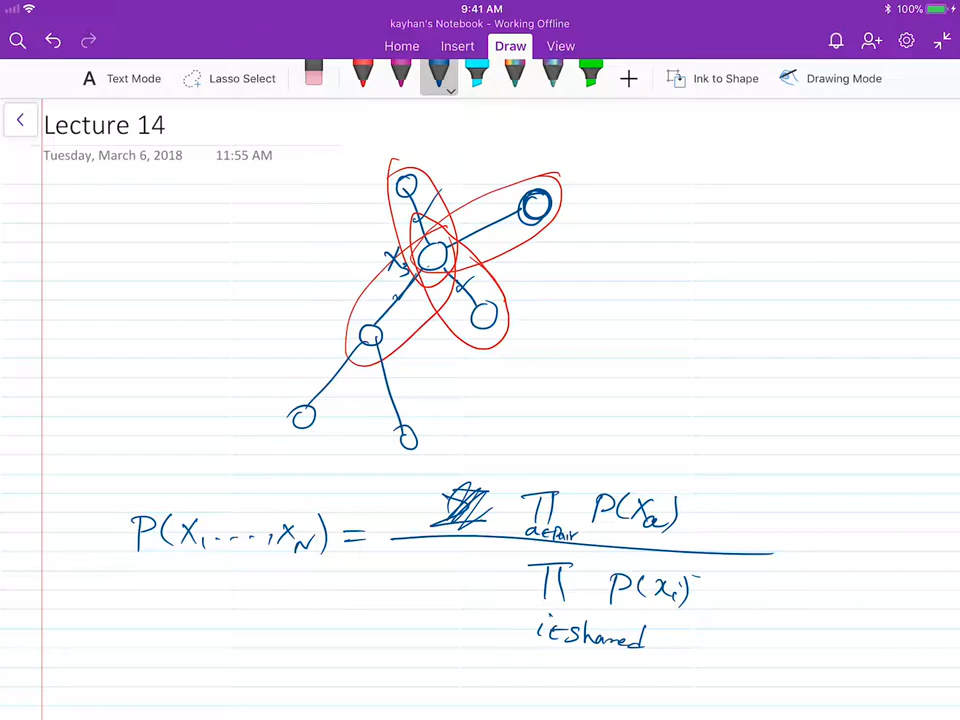 9:41 AM
100%
kayhan's Notebook - Working Offline
Home Insert Draw View
A Text Mode Lasso Select Ink to Shape Drawing Mode
Lecture 14
Tuesday, March 6, 2018 11:55 AM
X3
P(x1, ...., xN) = ∏ a∈Pair P(xa)
∏ i∈shared P(xi)